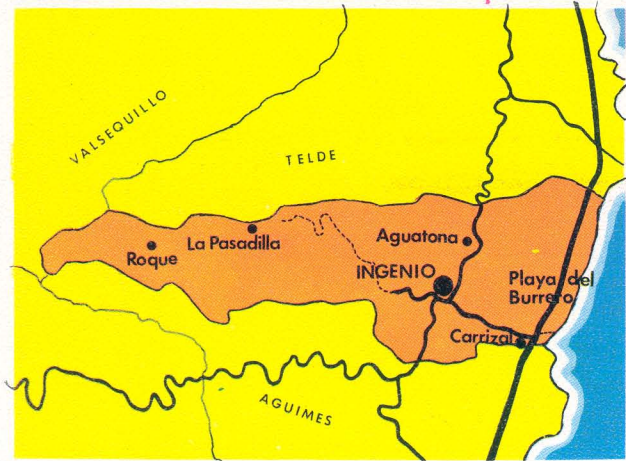 VALSEQUILLO
TELDE
Roque
La Pasadilla
Aguatona
INGENIO
Playa del
Burrero
Carrizal
AGUIMES